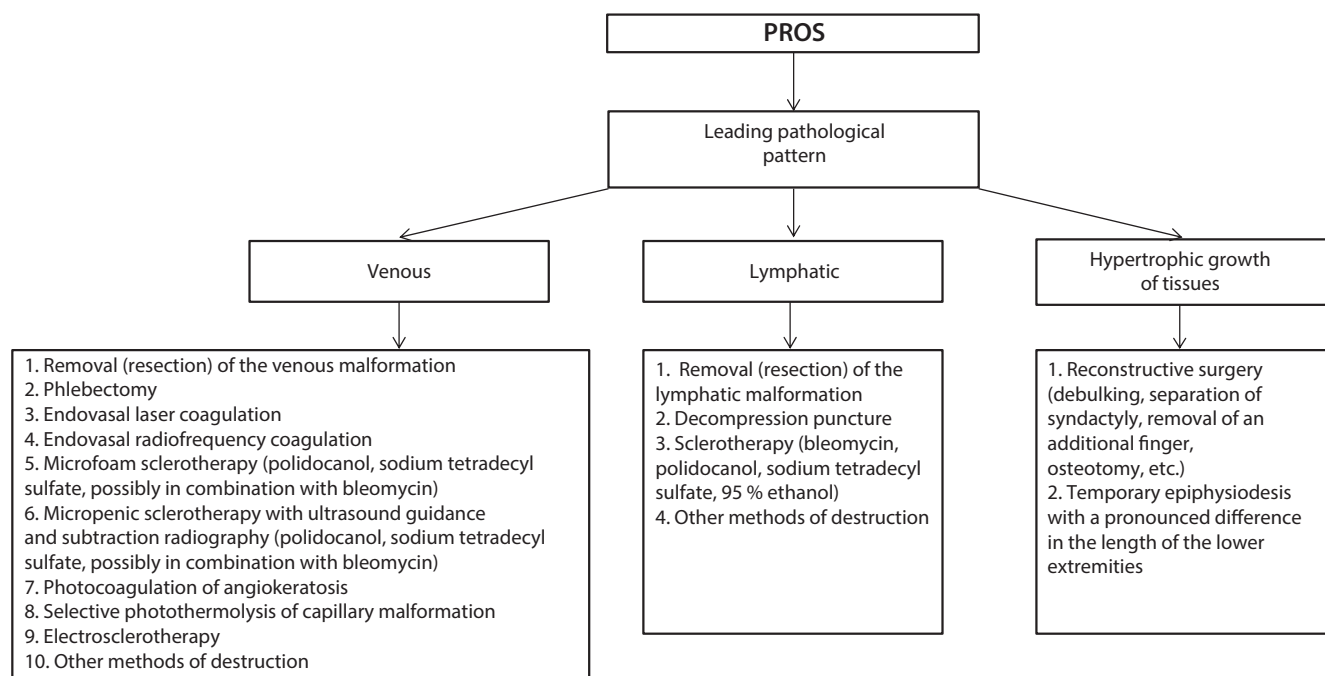 PROS
Leading pathological
pattern
Venous
Lymphatic
Hypertrophic growth
of tissues
1. Removal (resection) of the venous malformation
2. Phlebectomy
3. Endovasal laser coagulation
4. Endovasal radiofrequency coagulation
5. Microfoam sclerotherapy (polidocanol, sodium tetradecyl
sulfate, possibly in combination with bleomycin)
6. Micropenic sclerotherapy with ultrasound guidance
and subtraction radiography (polidocanol, sodium tetradecyl
sulfate, possibly in combination with bleomycin)
7. Photocoagulation of angiokeratosis
8. Selective photothermolysis of capillary malformation
9. Electrosclerotherapy
10. Other methods of destruction
1. Removal (resection) of the
lymphatic malformation
2. Decompression puncture
3. Sclerotherapy (bleomycin,
polidocanol, sodium tetradecyl
sulfate, 95 % ethanol)
4. Other methods of destruction
1. Reconstructive surgery
(debulking, separation of
syndactyly, removal of an
additional finger,
osteotomy, etc.)
2. Temporary epiphysiodesis
with a pronounced difference
in the length of the lower
extremities